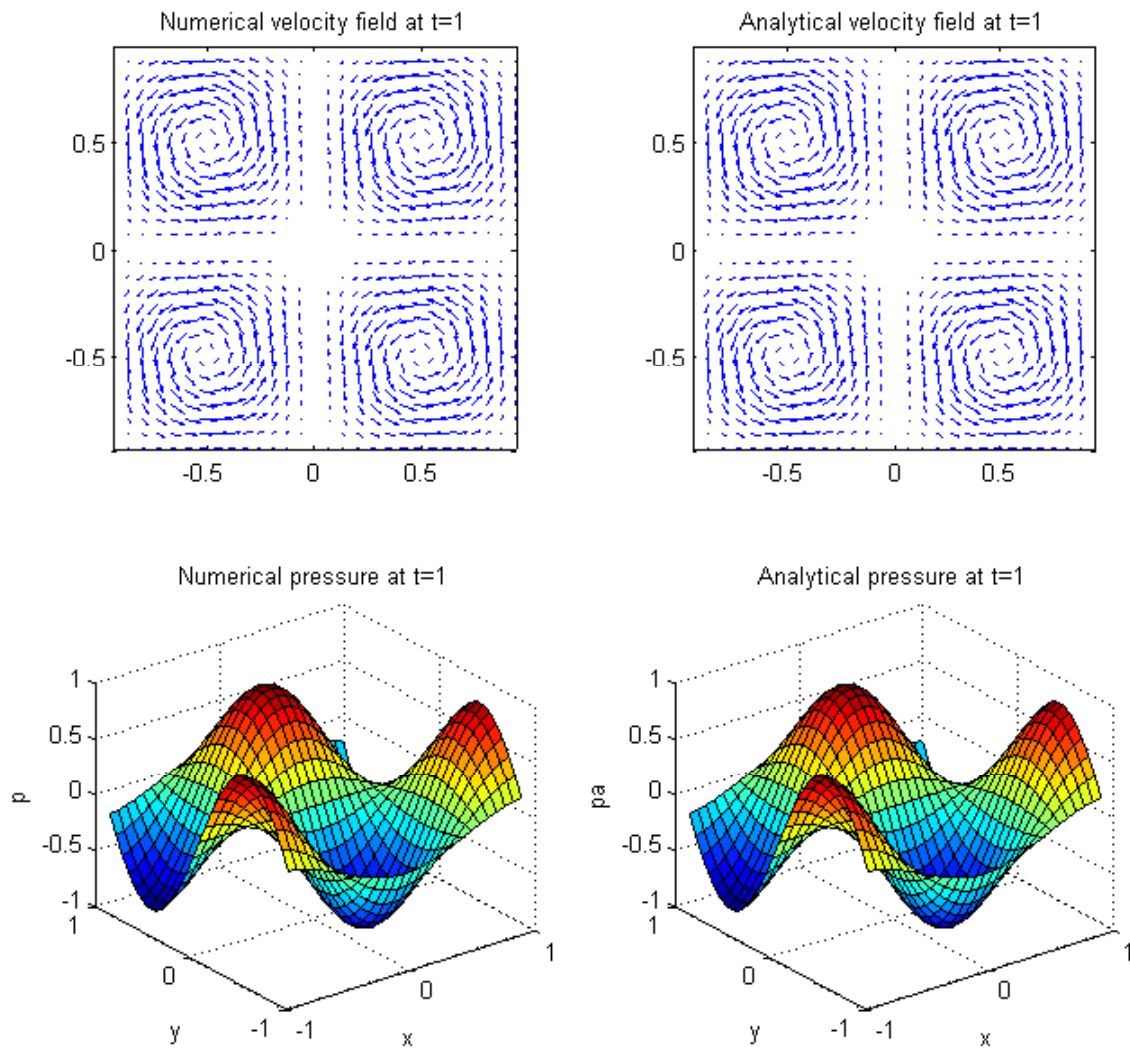 Numerical velocity field at t=1
0.5
0
-0.5
-0.5 0 0.5
Analytical velocity field at t=1
0.5
0
-0.5
-0.5 0 0.5
Numerical pressure at t=1
1
0.5
0
-0.5
-1
p
1
0
-1
y
-1
0
1
x
Analytical pressure at t=1
1
0.5
0
-0.5
-1
pa
1
0
-1
y
-1
0
1
x